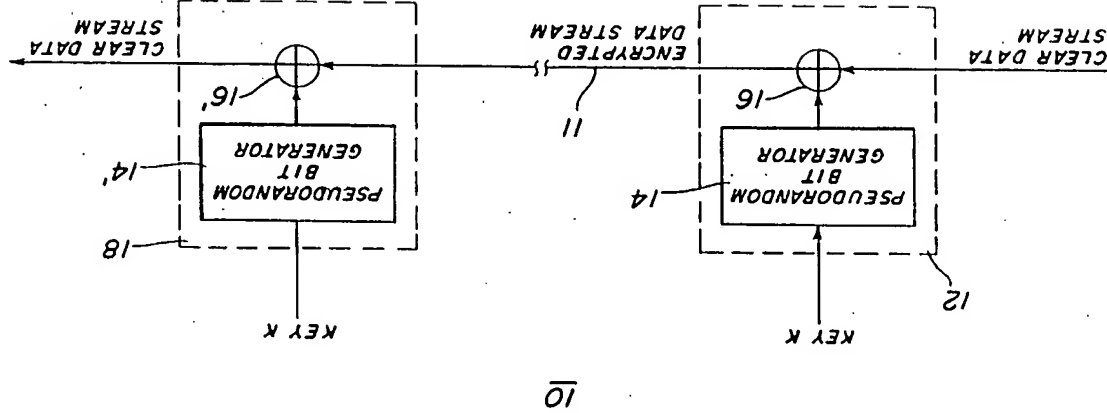 10
KEY K
KEY K
12
18
PSEUDORANDOM
BIT
GENERATOR
14
PSEUDORANDOM
BIT
GENERATOR
14'
16
16'
11
CLEAR DATA
STREAM
ENCRYPTED
DATA STREAM
CLEAR DATA
STREAM